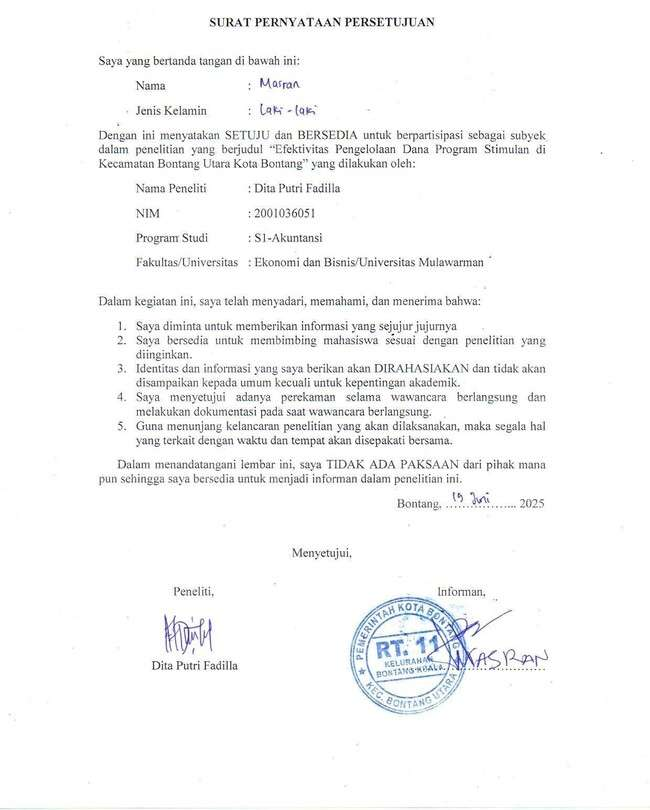 SURAT PERNYATAAN PERSETUJUAN
Saya yang bertanda tangan di bawah ini:
Nama : Masran
Jenis Kelamin : Laki-laki
Dengan ini menyatakan SETUJU dan BERSEDIA untuk berpartisipasi sebagai subyek
dalam penelitian yang berjudul “Efektivitas Pengelolaan Dana Program Stimulan di
Kecamatan Bontang Utara Kota Bontang” yang dilakukan oleh:
Nama Peneliti : Dita Putri Fadilla
NIM : 2001036051
Program Studi : S1-Akuntansi
Fakultas/Universitas : Ekonomi dan Bisnis/Universitas Mulawarman
Dalam kegiatan ini, saya telah menyadari, memahami, dan menerima bahwa:
1. Saya diminta untuk memberikan informasi yang sejujur jujurnya
2. Saya bersedia untuk membimbing mahasiswa sesuai dengan penelitian yang
diinginkan.
3. Identitas dan informasi yang saya berikan akan DIRAHASIAKAN dan tidak akan
disampaikan kepada umum kecuali untuk kepentingan akademik.
4. Saya menyetujui adanya perekaman selama wawancara berlangsung dan
melakukan dokumentasi pada saat wawancara berlangsung.
5. Guna menunjang kelancaran penelitian yang akan dilaksanakan, maka segala hal
yang terkait dengan waktu dan tempat akan disepakati bersama.
Dalam menandatangani lembar ini, saya TIDAK ADA PAKSAAN dari pihak mana
pun sehingga saya bersedia untuk menjadi informan dalam penelitian ini.
Bontang, 19 Juni 2025
Menyetujui,
Peneliti,
Informan,
PEMERINTAH KOTA BONTANG
RT. 11
KELURAHAN
BONTANG KUALA
KEC. BONTANG UTARA
MASRAN
Dita Putri Fadilla